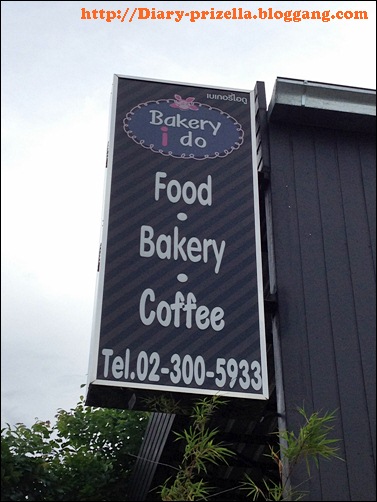 http://Diary-prizella.bloggang.com
เบเกอรี่ไอดู
Bakery
i do
Food
Bakery
Coffee
Tel.02-300-5933